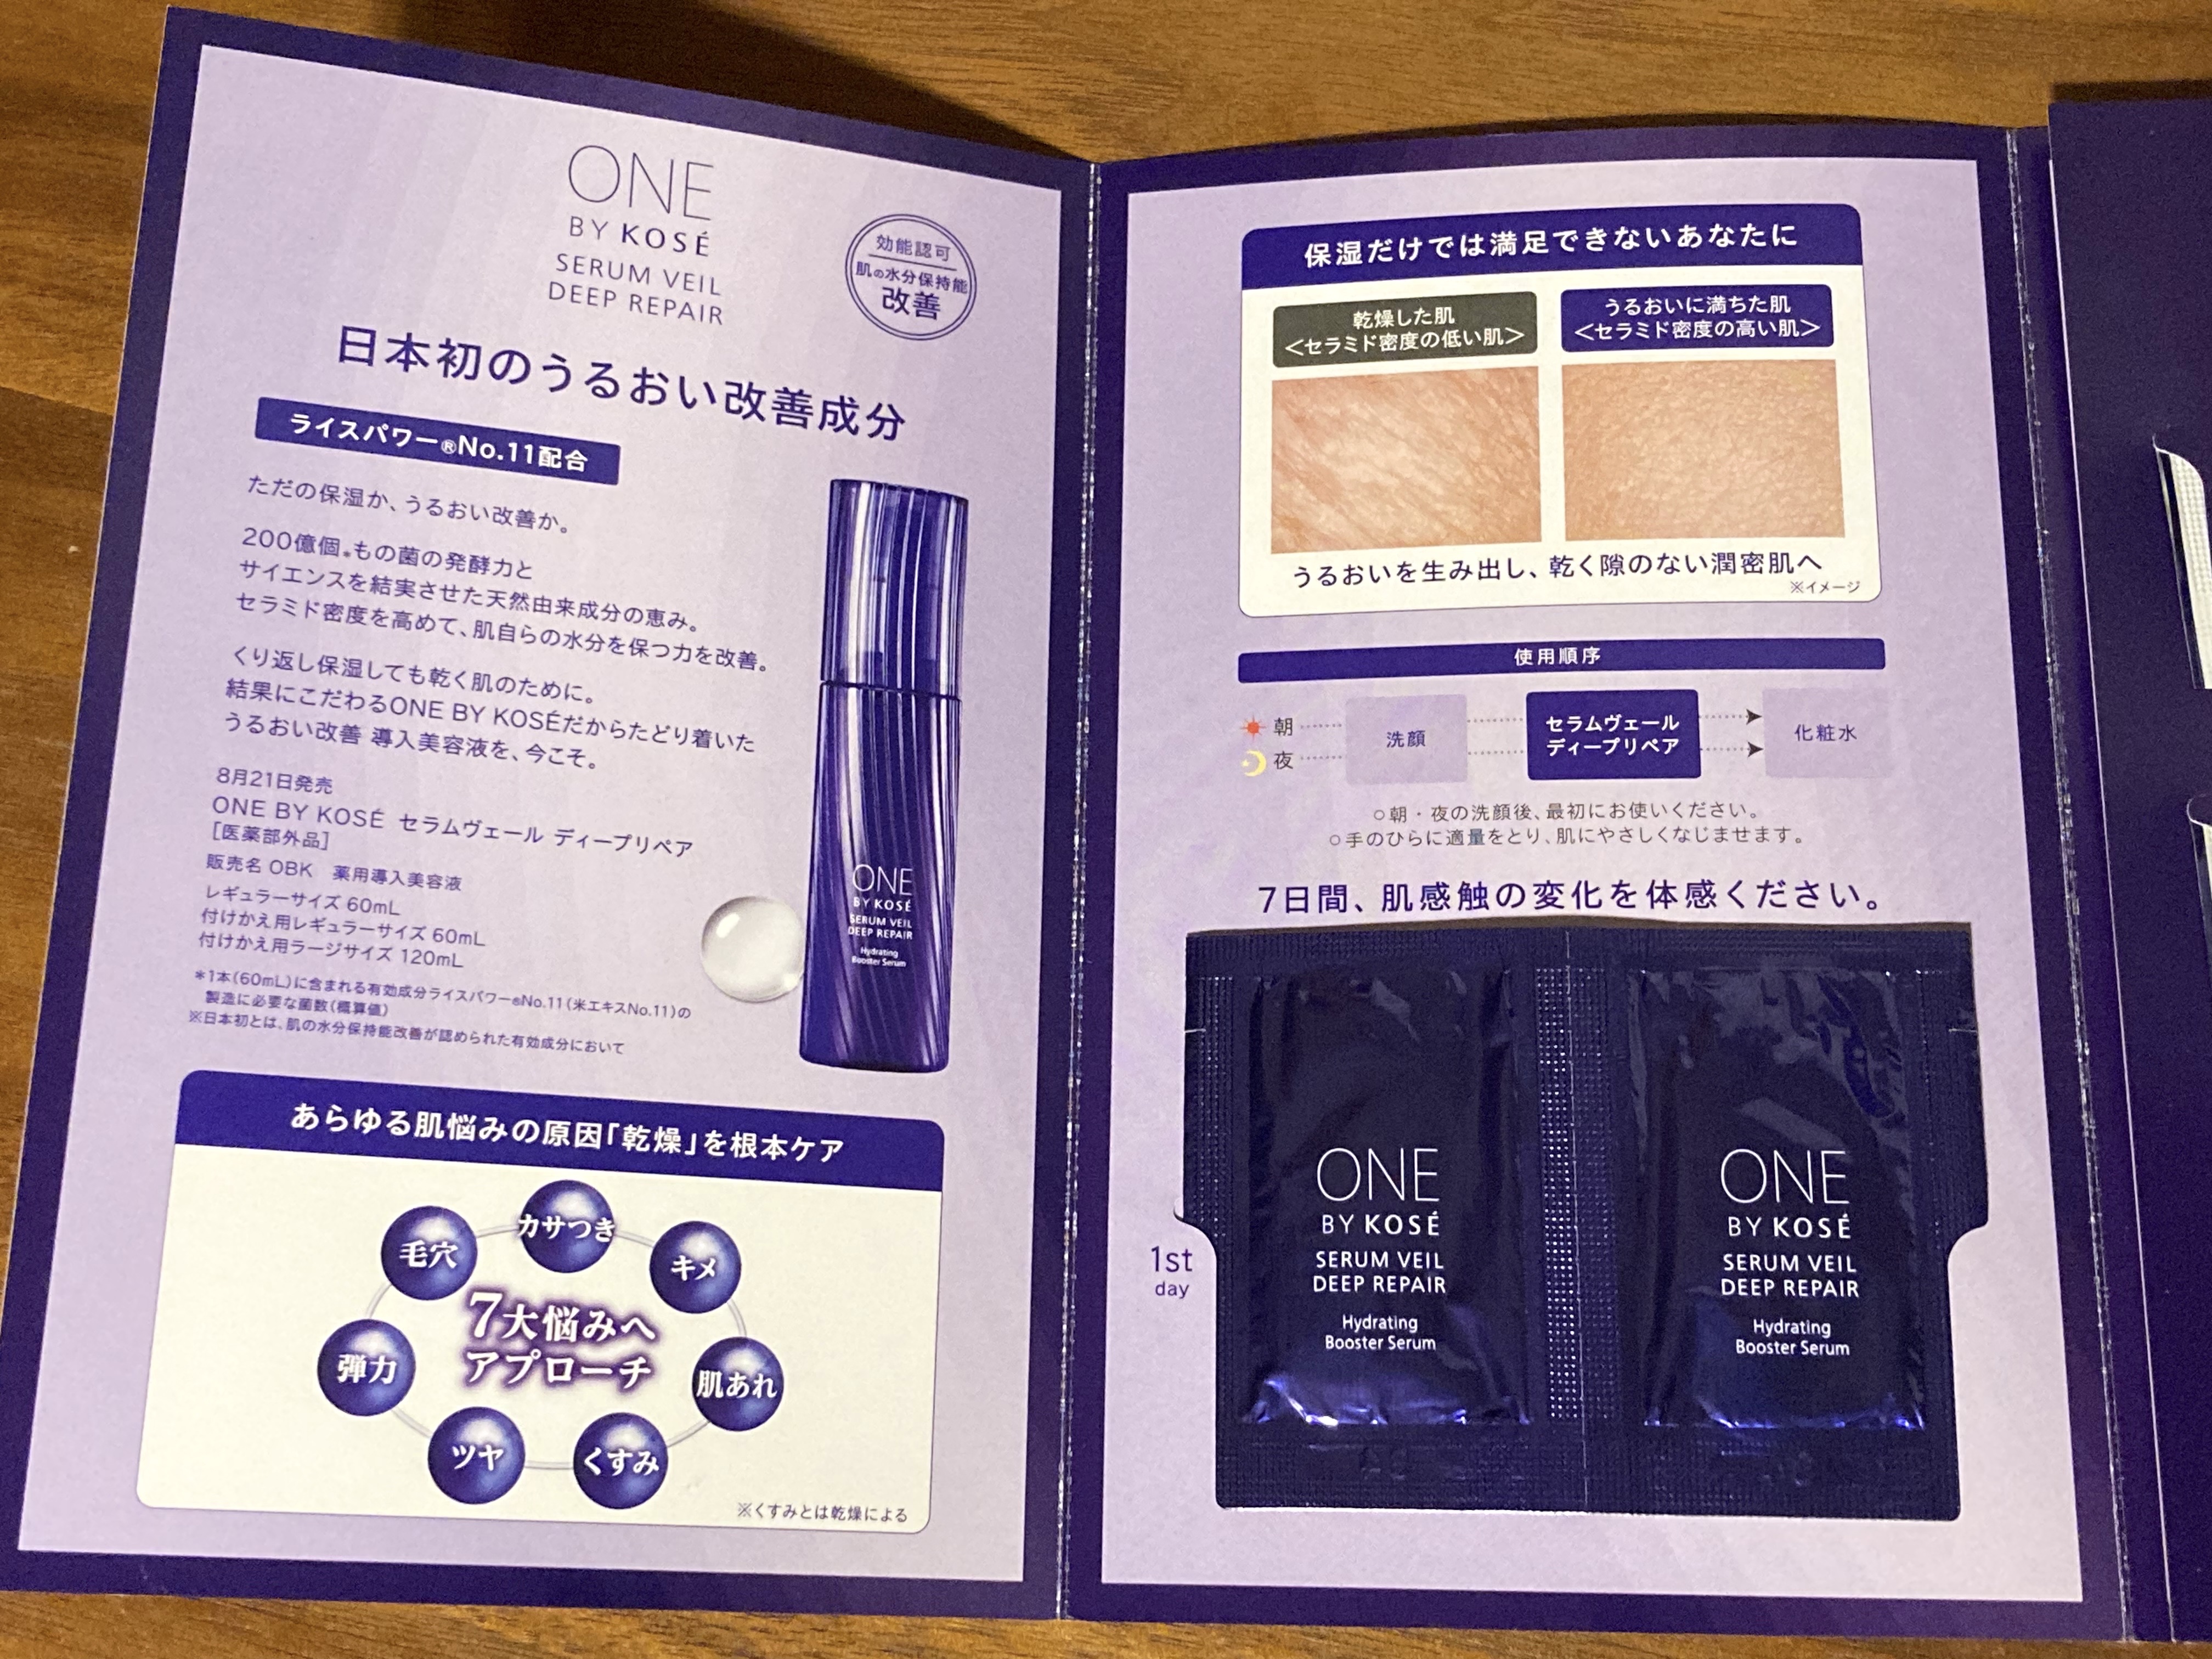 ONE
BY KOSÉ
SERUM VEIL
DEEP REPAIR
効能認可
肌の水分保持能
改善
日本初のうるおい改善成分
ライスパワー®No.11配合
ただの保湿か、うるおい改善か。
200億個*もの菌の発酵力と
サイエンスを結実させた天然由来成分の恵み。
セラミド密度を高めて、肌自らの水分を保つ力を改善。
くり返し保湿しても乾く肌のために。
結果にこだわるONE BY KOSÉだからたどり着いた
うるおい改善 導入美容液を、今こそ。
8月21日発売
ONE BY KOSÉ セラムヴェール ディープリペア
[医薬部外品]
販売名 OBK 薬用導入美容液
レギュラーサイズ 60mL
付けかえ用レギュラーサイズ 60mL
付けかえ用ラージサイズ 120mL
*1本(60mL)に含まれる有効成分ライスパワー®No.11(米エキスNo.11)の
製造に必要な菌数(概算値)
※日本初とは、肌の水分保持能改善が認められた有効成分において
ONE
BY KOSÉ
SERUM VEIL
DEEP REPAIR
Hydrating
Booster Serum
あらゆる肌悩みの原因「乾燥」を根本ケア
カサつき
毛穴
キメ
7大悩みへ
アプローチ
弾力
肌あれ
ツヤ
くすみ
※くすみとは乾燥による
保湿だけでは満足できないあなたに
乾燥した肌
<セラミド密度の低い肌>
うるおいに満ちた肌
<セラミド密度の高い肌>
うるおいを生み出し、乾く隙のない潤密肌へ
※イメージ
使用順序
朝
夜
洗顔
セラムヴェール
ディープリペア
化粧水
○朝・夜の洗顔後、最初にお使いください。
○手のひらに適量をとり、肌にやさしくなじませます。
7日間、肌感触の変化を体感ください。
1st
day
ONE
BY KOSÉ
SERUM VEIL
DEEP REPAIR
Hydrating
Booster Serum
ONE
BY KOSÉ
SERUM VEIL
DEEP REPAIR
Hydrating
Booster Serum